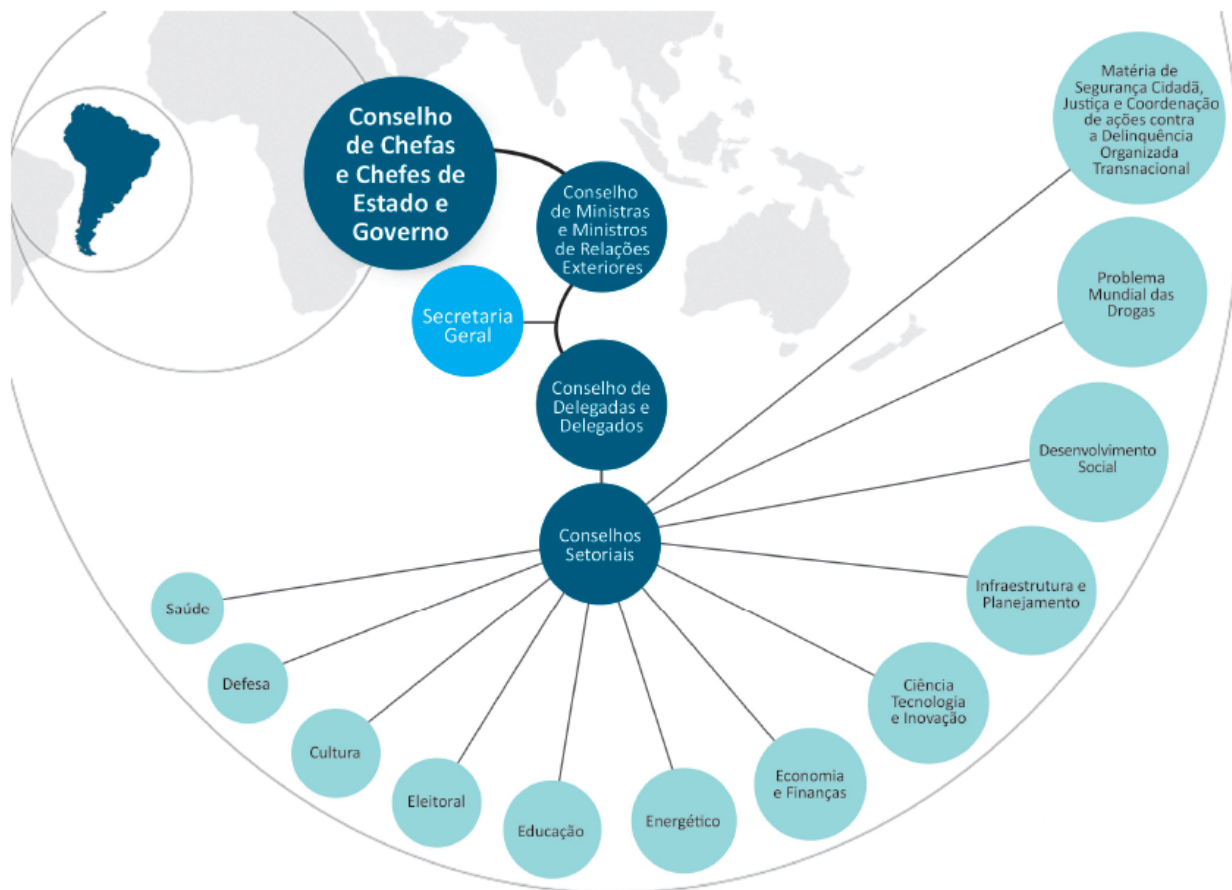 Conselho
de Chefas
e Chefes de
Estado e
Governo
Conselho
de Ministras
e Ministros
de Relações
Exteriores
Secretaria
Geral
Conselho de
Delegadas e
Delegados
Conselhos
Setoriais
Matéria de
Segurança Cidadã,
Justiça e Coordenação
de ações contra
a Delinquência
Organizada
Transnacional
Problema
Mundial das
Drogas
Desenvolvimento
Social
Infraestrutura e
Planejamento
Ciência
Tecnologia
e Inovação
Economia
e Finanças
Energético
Educação
Eleitoral
Cultura
Defesa
Saúde